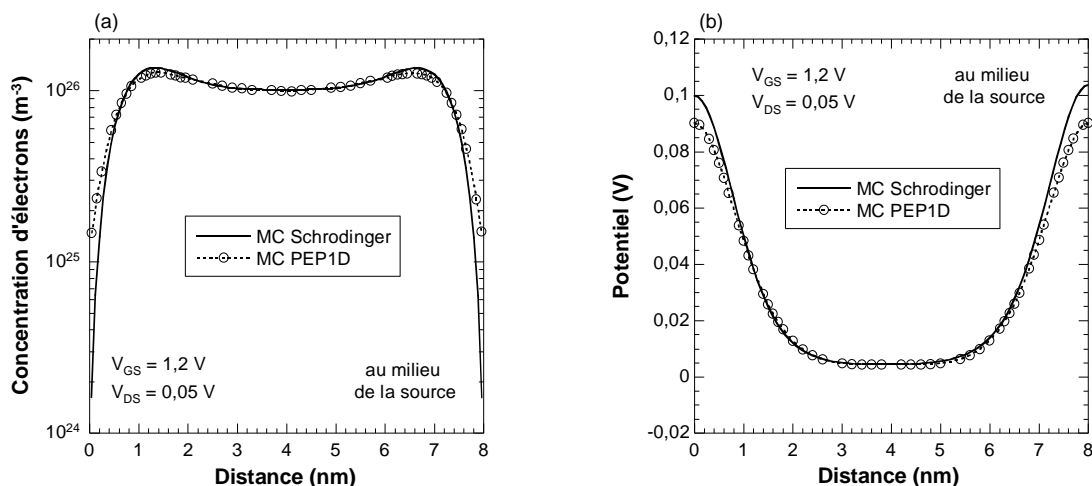 (a)
Concentration d'électrons (m⁻³)
10²⁶
10²⁵
10²⁴
MC Schrodinger
MC PEP1D
V_GS = 1,2 V
V_DS = 0,05 V
au milieu
de la source
0 1 2 3 4 5 6 7 8
Distance (nm)
(b)
Potentiel (V)
0,12
0,1
0,08
0,06
0,04
0,02
0
-0,02
V_GS = 1,2 V
V_DS = 0,05 V
au milieu
de la source
MC Schrodinger
MC PEP1D
0 1 2 3 4 5 6 7 8
Distance (nm)